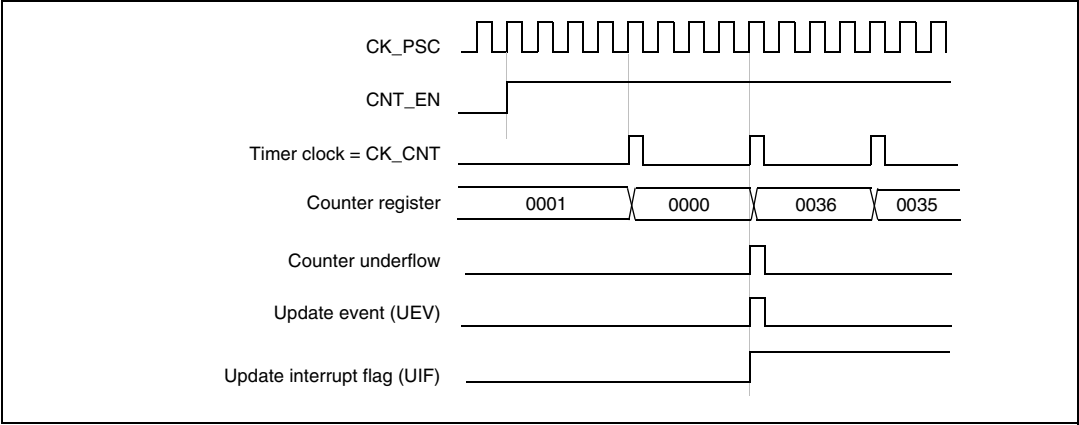 CK_PSC
CNT_EN
Timer clock = CK_CNT
Counter register 0001 0000 0036 0035
Counter underflow
Update event (UEV)
Update interrupt flag (UIF)